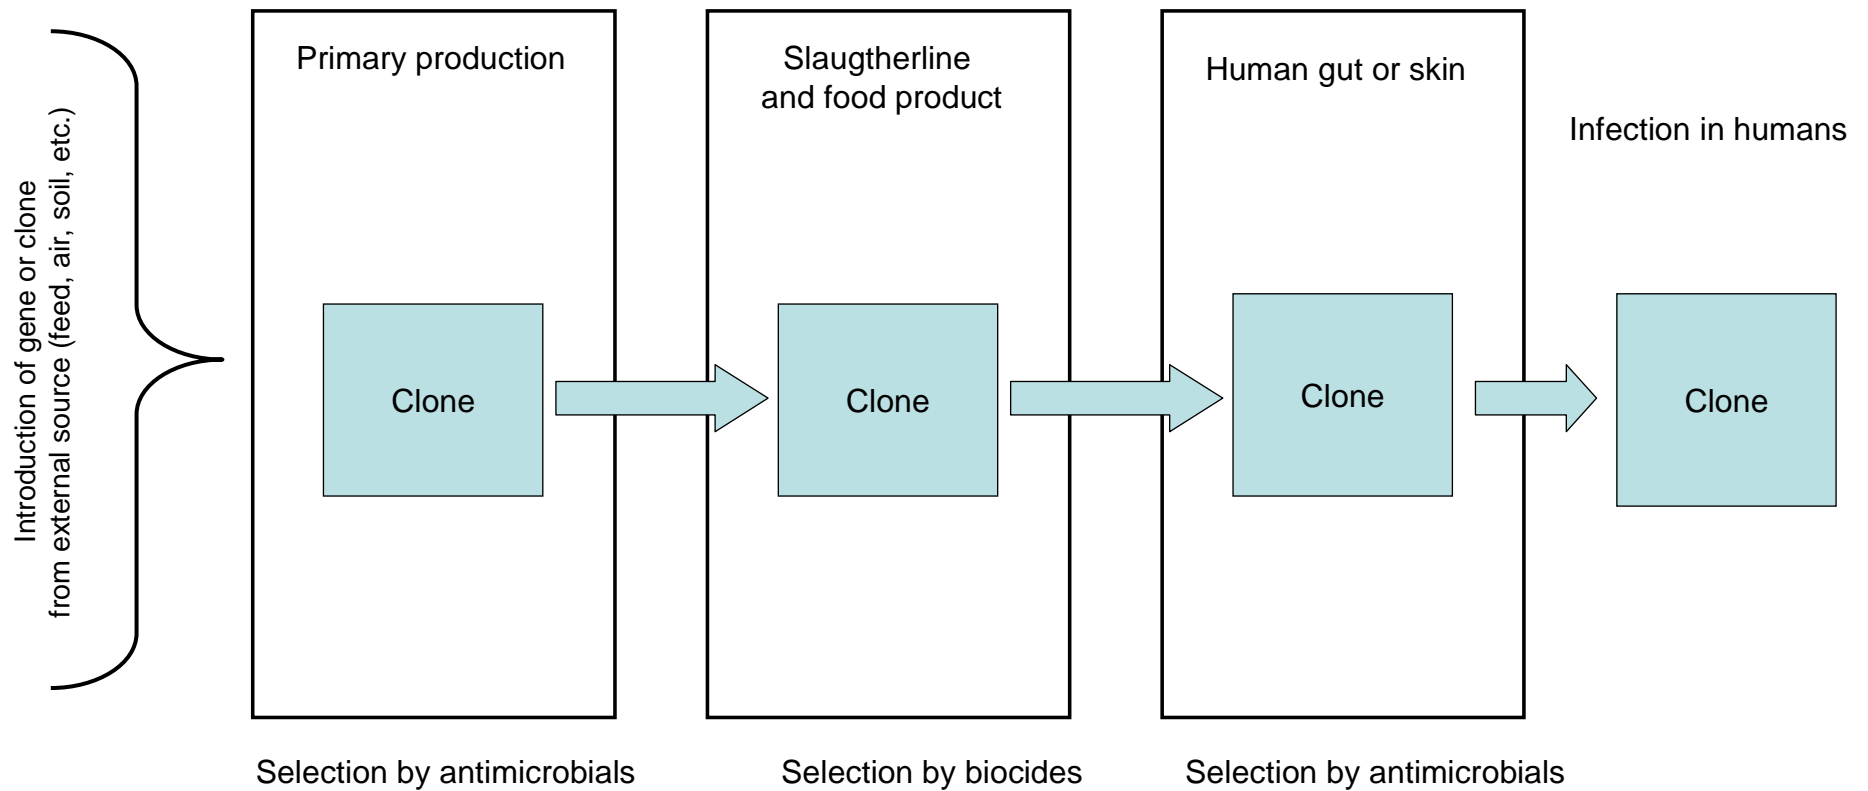 Introduction of gene or clone
from external source (feed, air, soil, etc.)
Primary production
Slaugtherline
and food product
Human gut or skin
Infection in humans
Clone
Clone
Clone
Clone
Selection by antimicrobials
Selection by biocides
Selection by antimicrobials